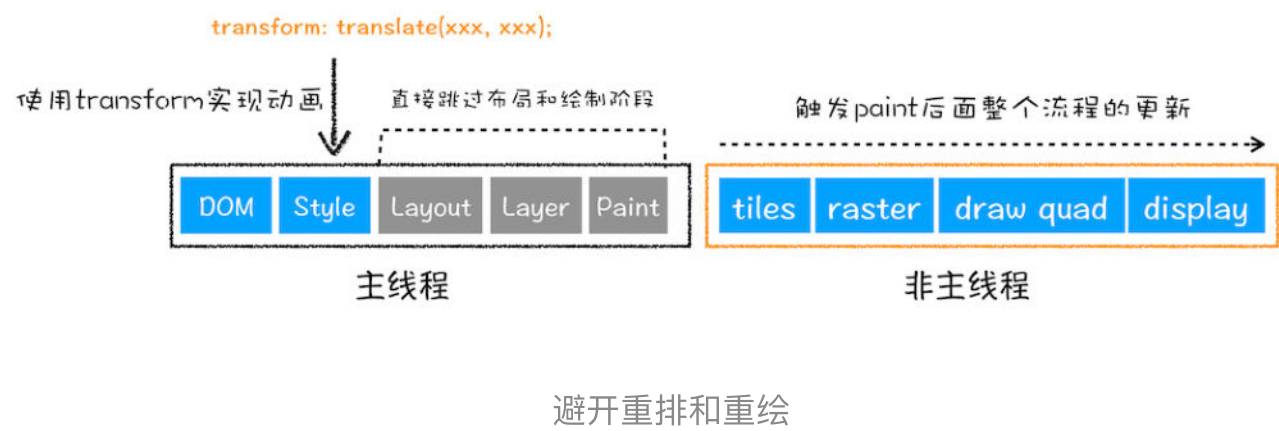 transform: translate(xxx, xxx);
使用transform实现动画
直接跳过布局和绘制阶段
触发paint后面整个流程的更新
DOM Style Layout Layer Paint tiles raster draw quad display
主线程
非主线程
避开重排和重绘